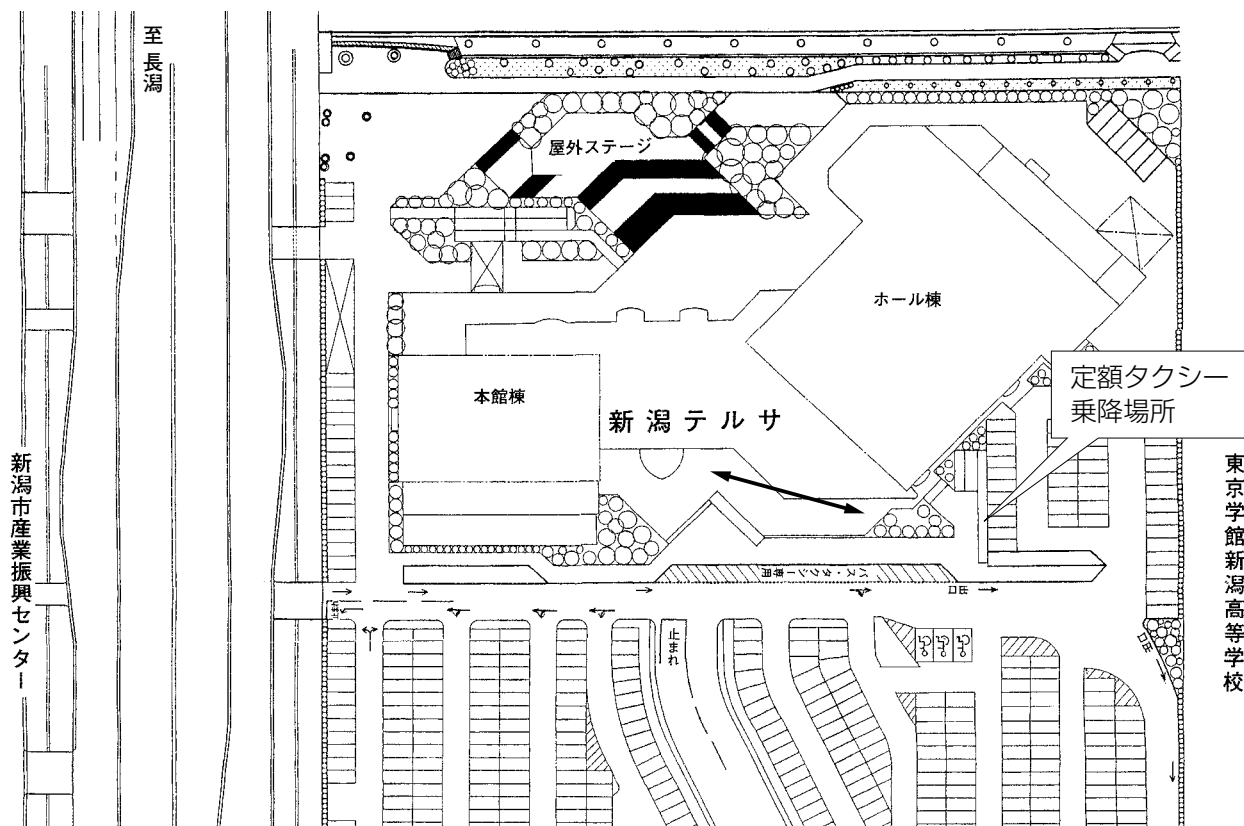 至長潟
屋外ステージ
ホール棟
本館棟
新潟テルサ
定額タクシー
乗降場所
新潟市産業振興センター
東京学館新潟高等学校
バス・タクシー専用
出口
止まれ
止まれ
出口